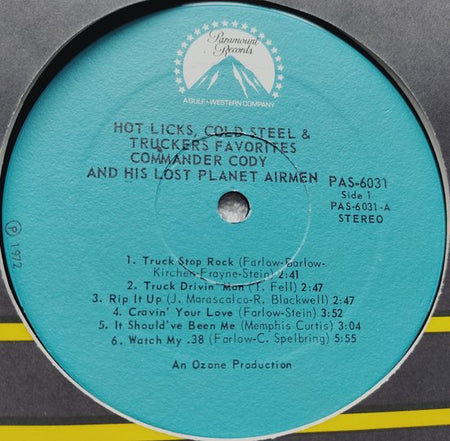 Paramount
Records
A GULF+WESTERN COMPANY
HOT LICKS, COLD STEEL &
TRUCKERS FAVORITES
COMMANDER CODY
AND HIS LOST PLANET AIRMEN
PAS-6031
Side 1
PAS-6031-A
STEREO
Ⓟ 1972
1. Truck Stop Rock (Farlow-Garlow-
Kirchen-Frayne-Stein) 2:41
2. Truck Drivin' Man (T. Fell) 2:47
3. Rip It Up (J. Marascalco-R. Blackwell) 2:47
4. Cravin' Your Love (Farlow-Stein) 3:52
5. It Should've Been Me (Memphis Curtis) 3:04
6. Watch My .38 (Farlow-C. Spelbring) 5:55
An Ozone Production